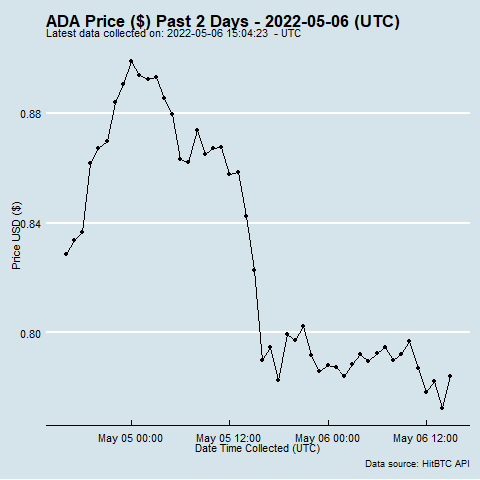 ADA Price ($) Past 2 Days - 2022-05-06 (UTC)
Latest data collected on: 2022-05-06 15:04:23 - UTC
0.88
0.84
0.80
Price USD ($)
May 05 00:00 May 05 12:00 May 06 00:00 May 06 12:00
Date Time Collected (UTC)
Data source: HitBTC API